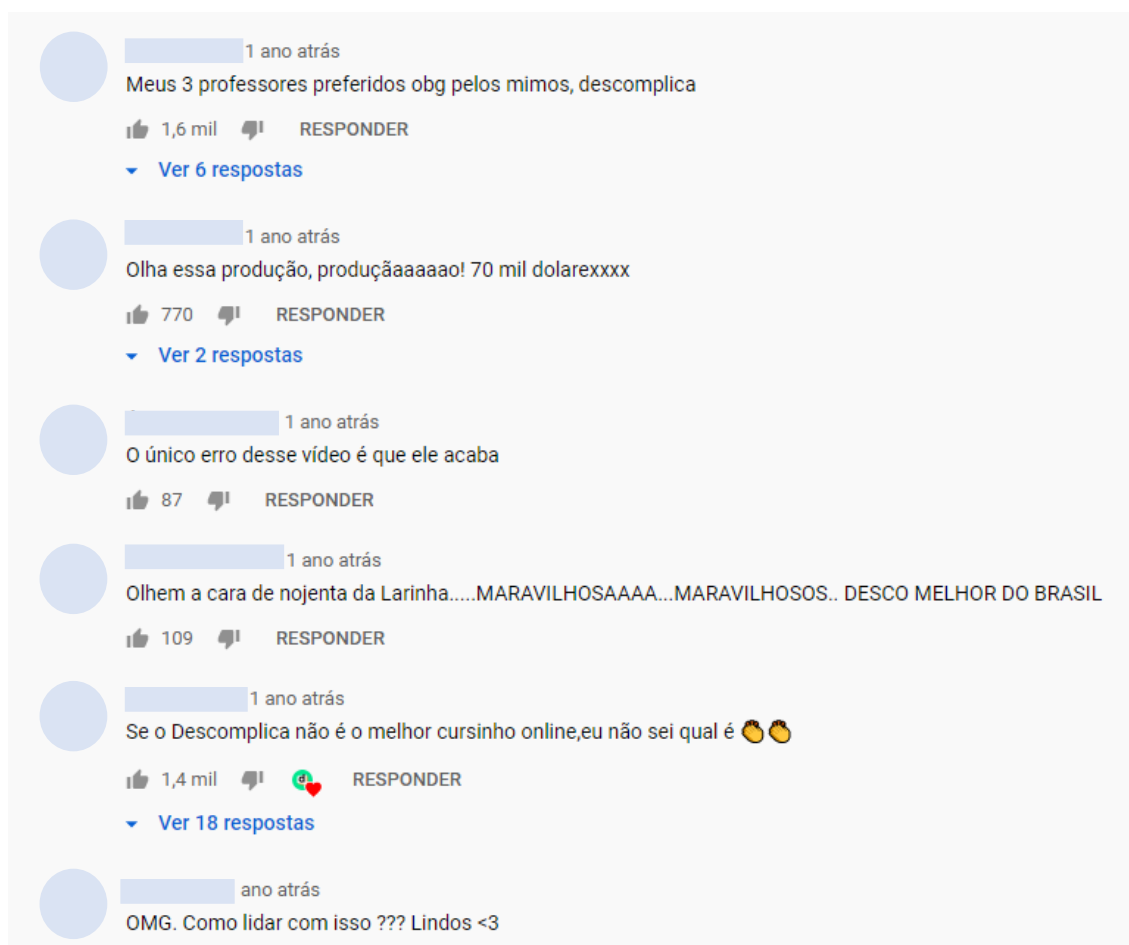 1 ano atrás
Meus 3 professores preferidos obg pelos mimos, descomplica
1,6 mil RESPONDER
Ver 6 respostas
1 ano atrás
Olha essa produção, produçãaaaaao! 70 mil dolarexxxx
770 RESPONDER
Ver 2 respostas
1 ano atrás
O único erro desse vídeo é que ele acaba
87 RESPONDER
1 ano atrás
Olhem a cara de nojenta da Larinha.....MARAVILHOSAAAA...MARAVILHOSOS.. DESCO MELHOR DO BRASIL
109 RESPONDER
1 ano atrás
Se o Descomplica não é o melhor cursinho online,eu não sei qual é 👏👏
1,4 mil d RESPONDER
Ver 18 respostas
ano atrás
OMG. Como lidar com isso ??? Lindos <3